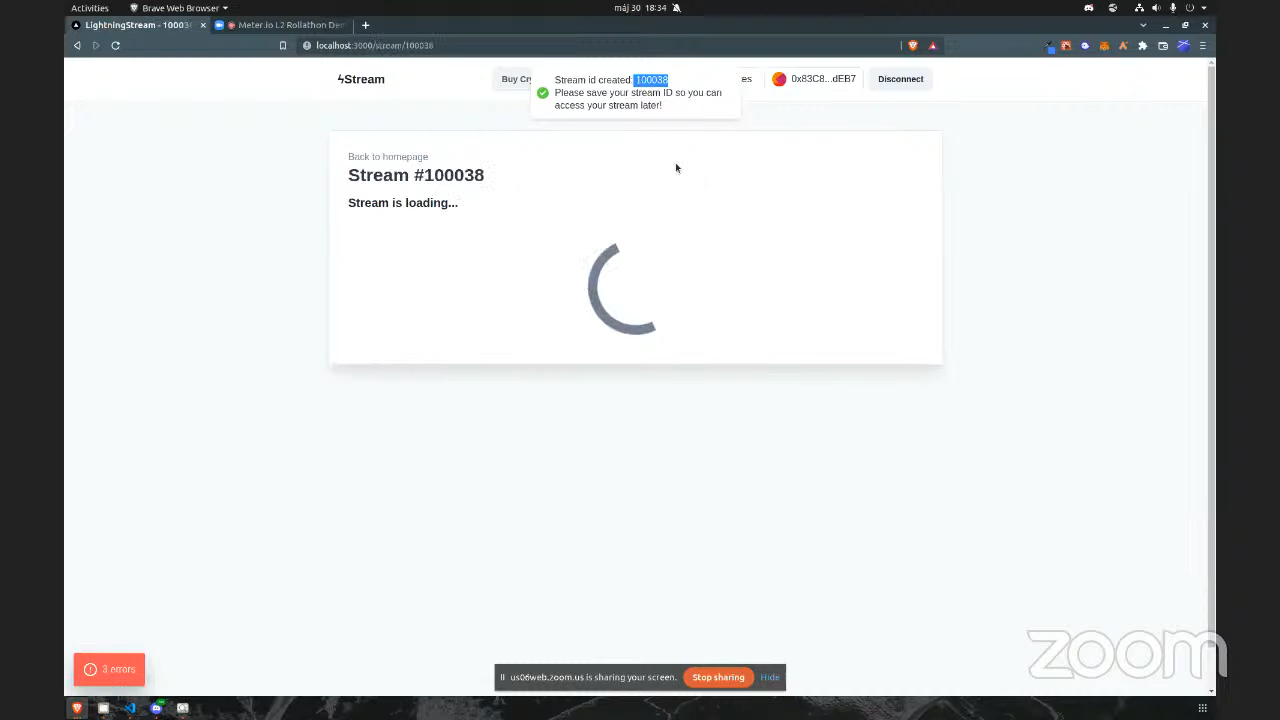 Activities
Brave Web Browser
máj 30 18:34
LightningStream - 10003
Meter.io L2 Rollathon De
localhost:3000/stream/100038
ϟStream
Buy Cry
Stream id created: 100038
Please save your stream ID so you can
access your stream later!
es
0x83C8...dEB7
Disconnect
Back to homepage
Stream #100038
Stream is loading...
3 errors
us06web.zoom.us is sharing your screen.
Stop sharing
Hide
zoom